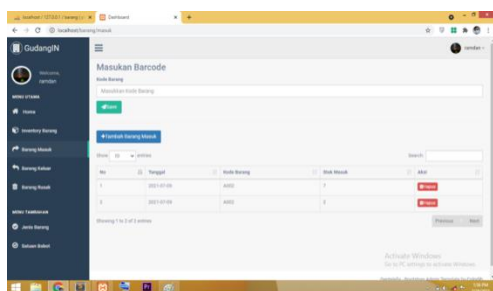 localhost / 127.0.0.1 / barang | p
Dashboard
localhost/barang/masuk
GudangIN
ramdan
Welcome,
ramdan
MENU UTAMA
Home
Inventory Barang
Barang Masuk
Barang Keluar
Barang Rusak
MENU TAMBAHAN
Jenis Barang
Satuan Bobot
Masukan Barcode
Kode Barang
Masukkan Kode Barang
Save
+Tambah Barang Masuk
Show 10 entries
Search:
No Tanggal Kode Barang Stok Masuk Aksi
1 2021-07-09 A002 7
2 2021-07-09 A002 2
Showing 1 to 2 of 2 entries
Previous Next
Activate Windows
Go to PC settings to activate Windows.